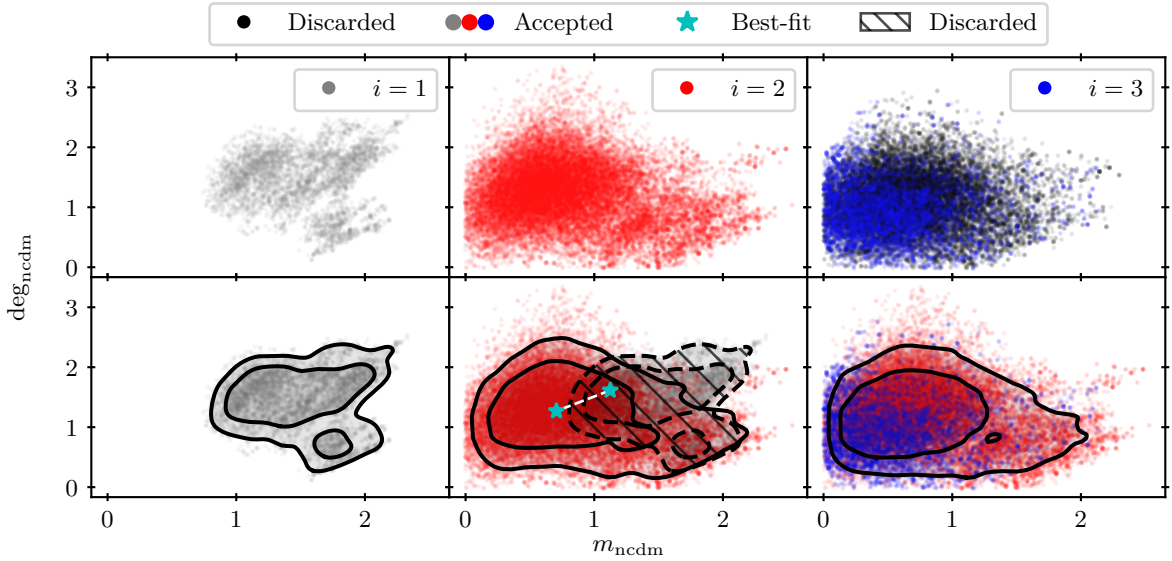 Discarded Accepted Best-fit Discarded
i = 1 i = 2 i = 3
3
2
1
0
deg_ncdm
3
2
1
0
0 1 2 0 1 2 0 1 2
m_ncdm